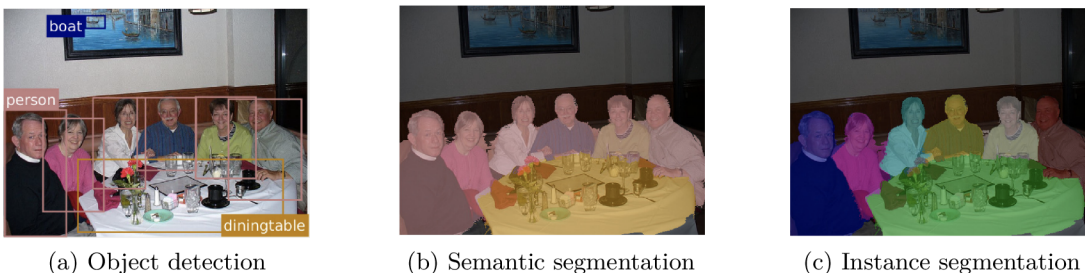 boat
person
diningtable
(a) Object detection
(b) Semantic segmentation
(c) Instance segmentation